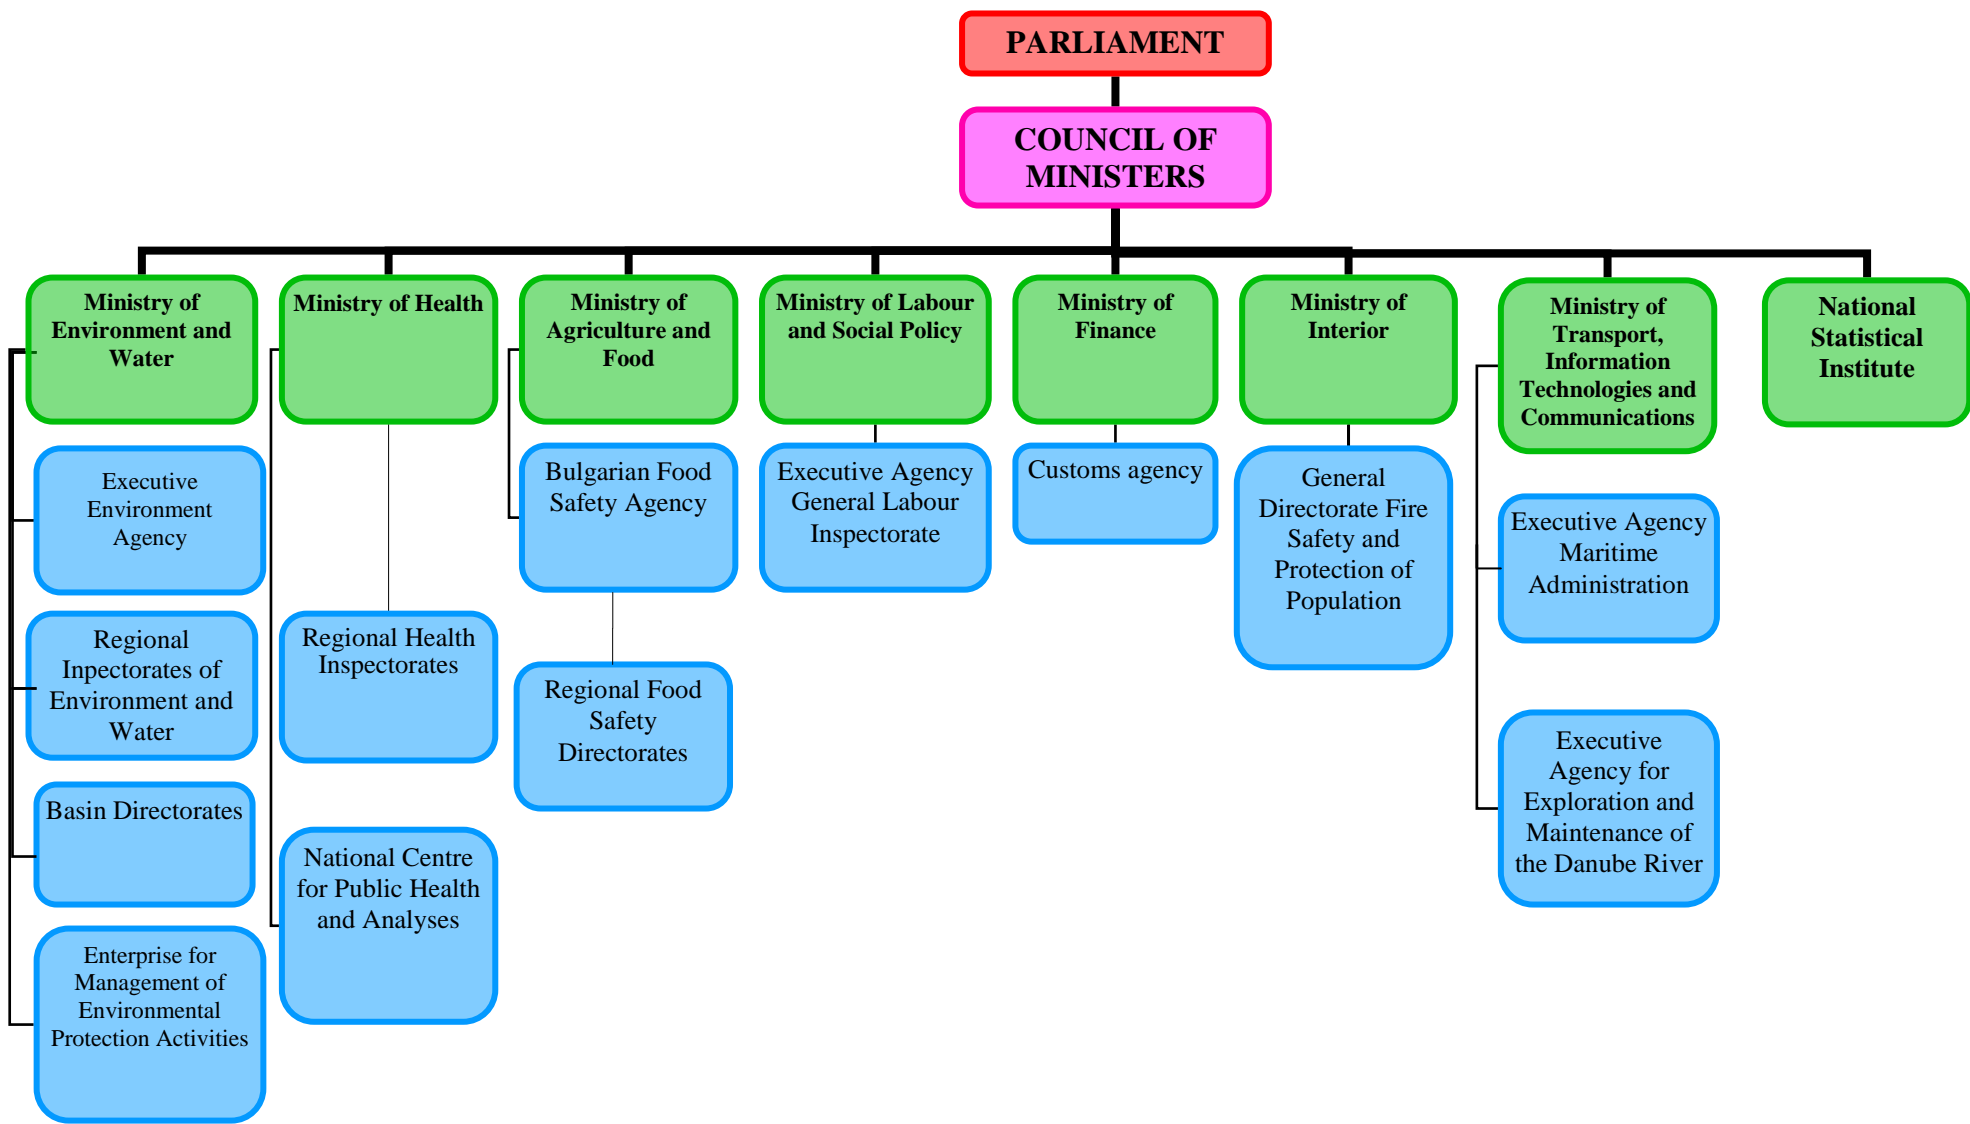 PARLIAMENT
COUNCIL OF
MINISTERS
Ministry of
Environment and
Water
Ministry of Health
Ministry of
Agriculture and
Food
Ministry of Labour
and Social Policy
Ministry of
Finance
Ministry of
Interior
Ministry of
Transport,
Information
Technologies and
Communications
National
Statistical
Institute
Executive
Environment
Agency
Regional
Inpectorates of
Environment and
Water
Basin Directorates
Enterprise for
Management of
Environmental
Protection Activities
Regional Health
Inspectorates
National Centre
for Public Health
and Analyses
Bulgarian Food
Safety Agency
Regional Food
Safety
Directorates
Executive Agency
General Labour
Inspectorate
Customs agency
General
Directorate Fire
Safety and
Protection of
Population
Executive Agency
Maritime
Administration
Executive
Agency for
Exploration and
Maintenance of
the Danube River